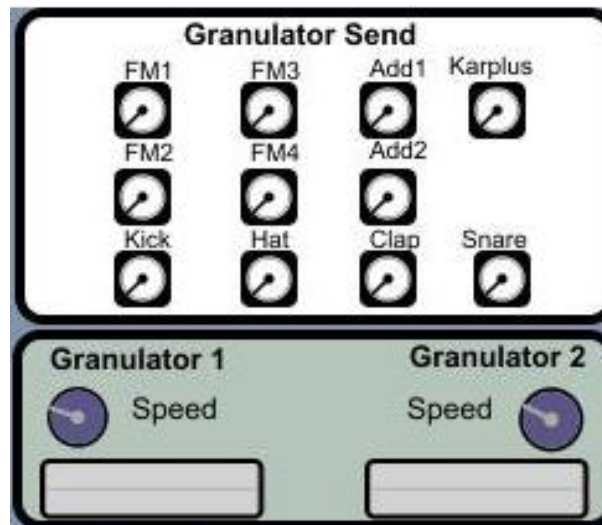 Granulator Send
FM1 FM3 Add1 Karplus
FM2 FM4 Add2
Kick Hat Clap Snare
Granulator 1 Granulator 2
Speed Speed